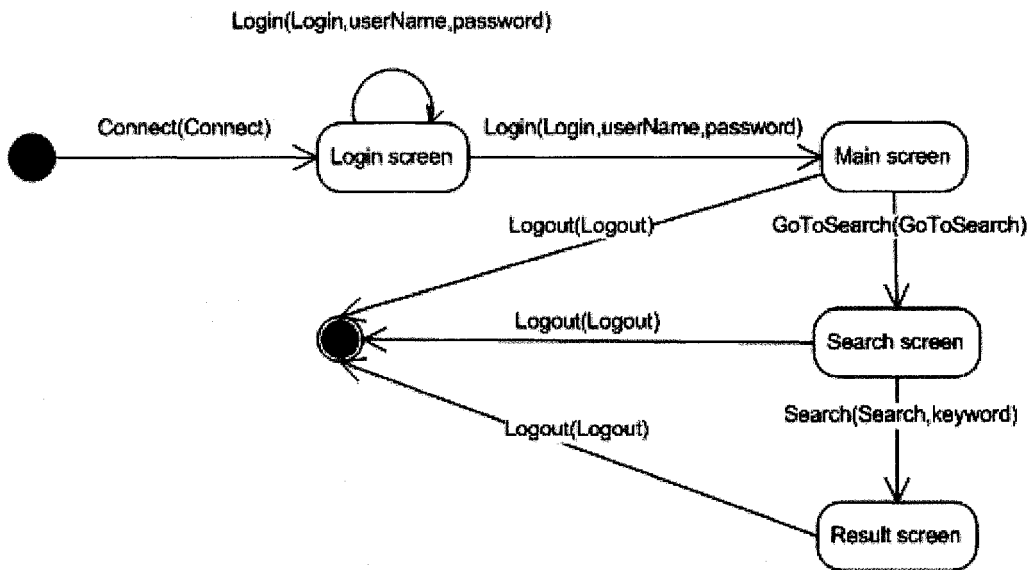 Login(Login,userName,password)
Connect(Connect)
Login(Login,userName,password)
Login screen
Main screen
Logout(Logout)
GoToSearch(GoToSearch)
Logout(Logout)
Search screen
Search(Search,keyword)
Logout(Logout)
Result screen